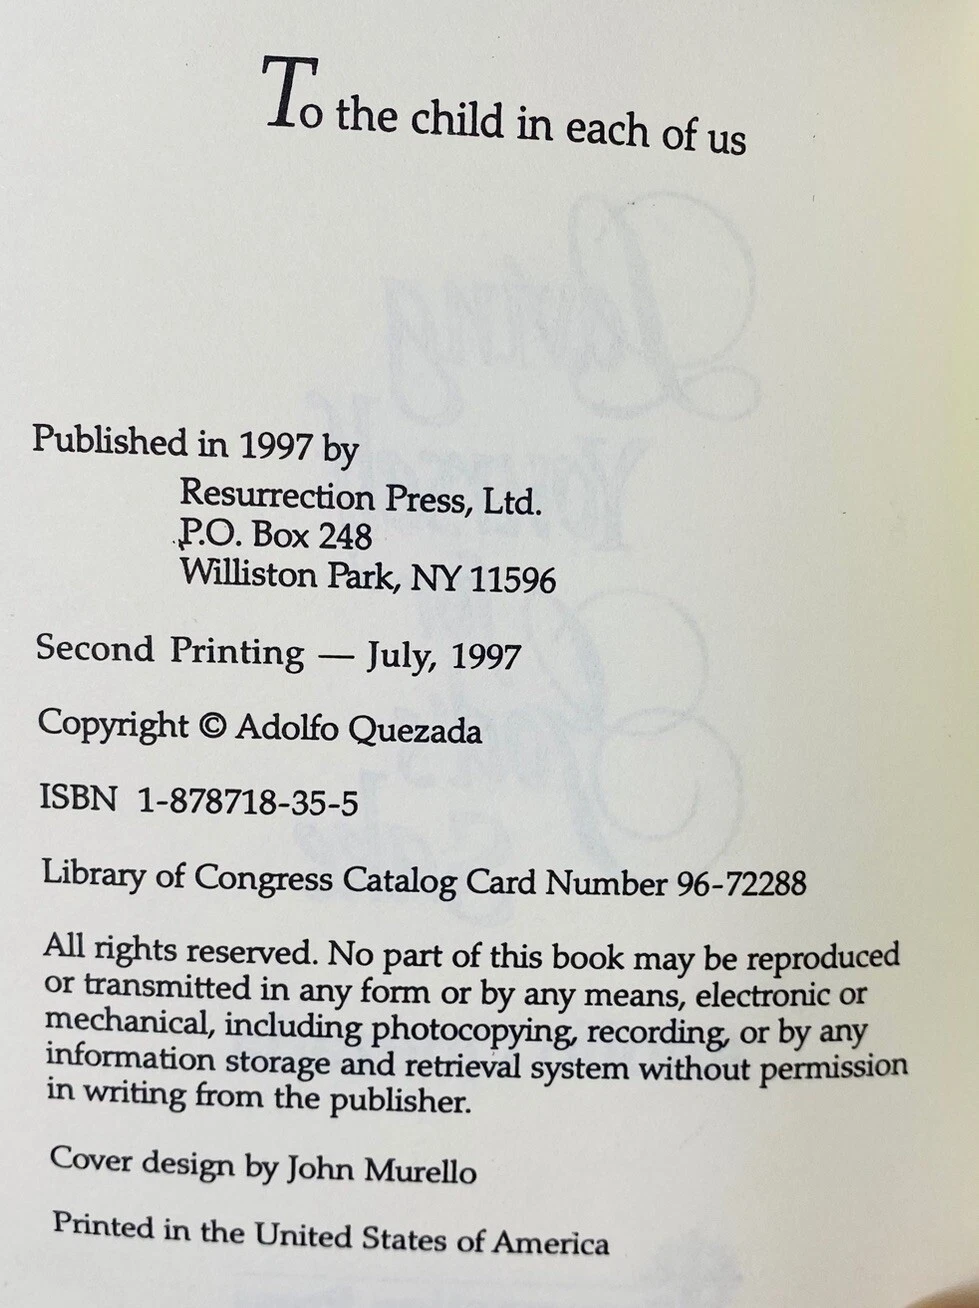 To the child in each of us
Published in 1997 by
Resurrection Press, Ltd.
P.O. Box 248
Williston Park, NY 11596
Second Printing — July, 1997
Copyright © Adolfo Quezada
ISBN 1-878718-35-5
Library of Congress Catalog Card Number 96-72288
All rights reserved. No part of this book may be reproduced
or transmitted in any form or by any means, electronic or
mechanical, including photocopying, recording, or by any
information storage and retrieval system without permission
in writing from the publisher.
Cover design by John Murello
Printed in the United States of America